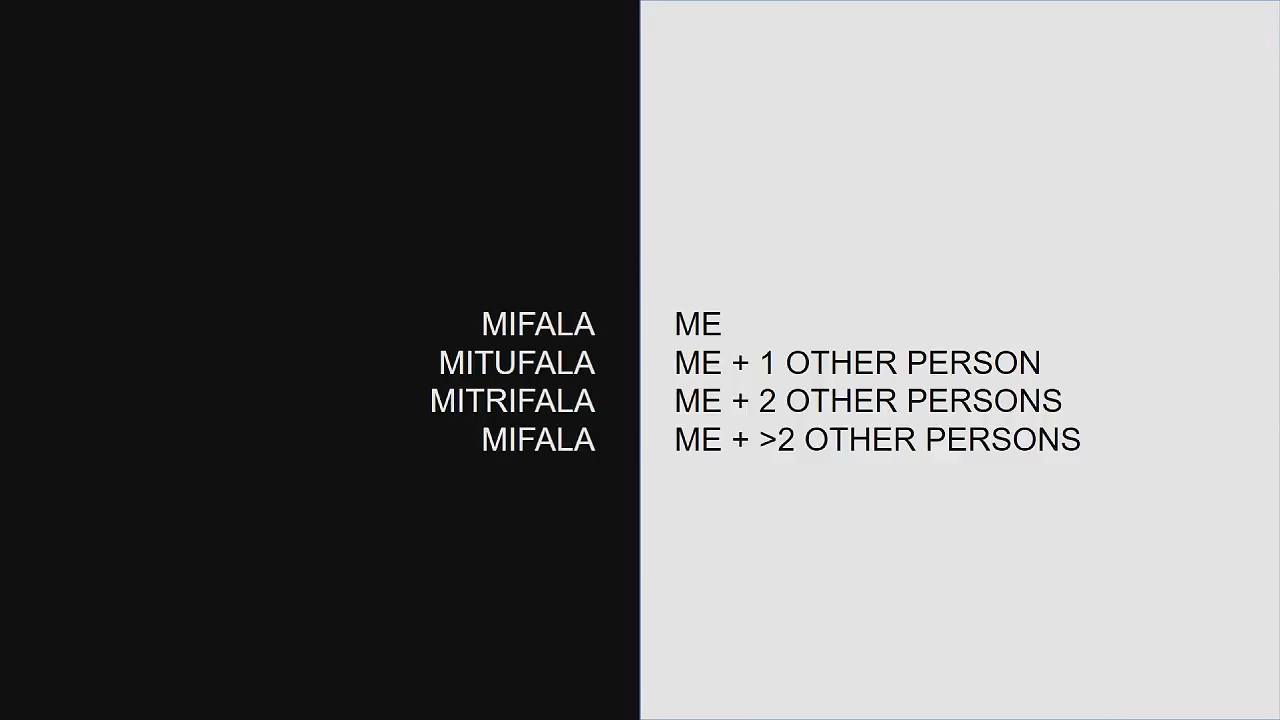 MIFALA ME
MITUFALA ME + 1 OTHER PERSON
MITRIFALA ME + 2 OTHER PERSONS
MIFALA ME + >2 OTHER PERSONS